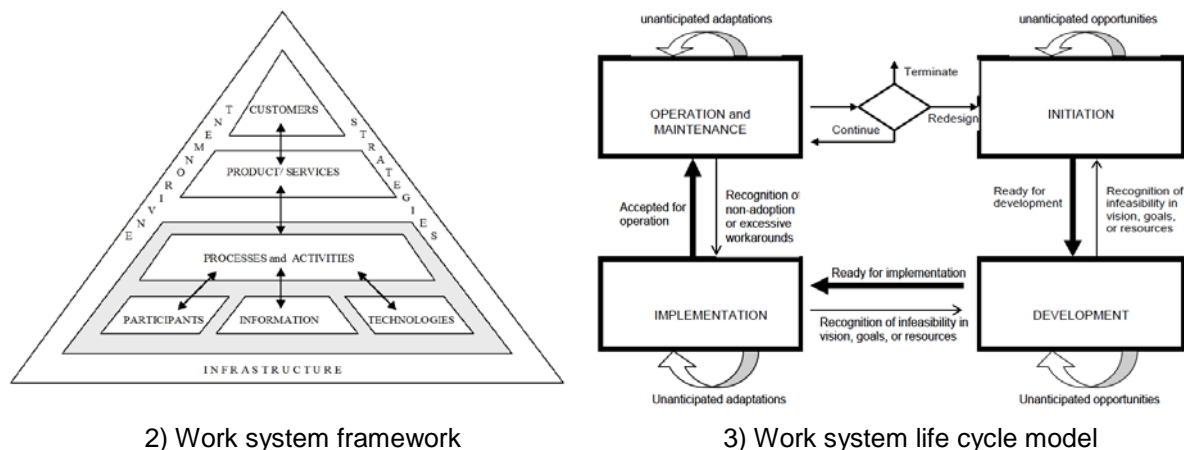 ENVIRONMENT
STRATEGIES
CUSTOMERS
PRODUCT/ SERVICES
PROCESSES and ACTIVITIES
PARTICIPANTS
INFORMATION
TECHNOLOGIES
INFRASTRUCTURE
2) Work system framework
unanticipated adaptations
unanticipated opportunities
OPERATION and
MAINTENANCE
Terminate
Continue
Redesign
INITIATION
Accepted for
operation
Recognition of
non-adoption
or excessive
workarounds
Ready for
development
Recognition of
infeasibility in
vision, goals,
or resources
IMPLEMENTATION
Ready for implementation
Recognition of infeasibility in
vision, goals, or resources
DEVELOPMENT
Unanticipated adaptations
Unanticipated opportunities
3) Work system life cycle model